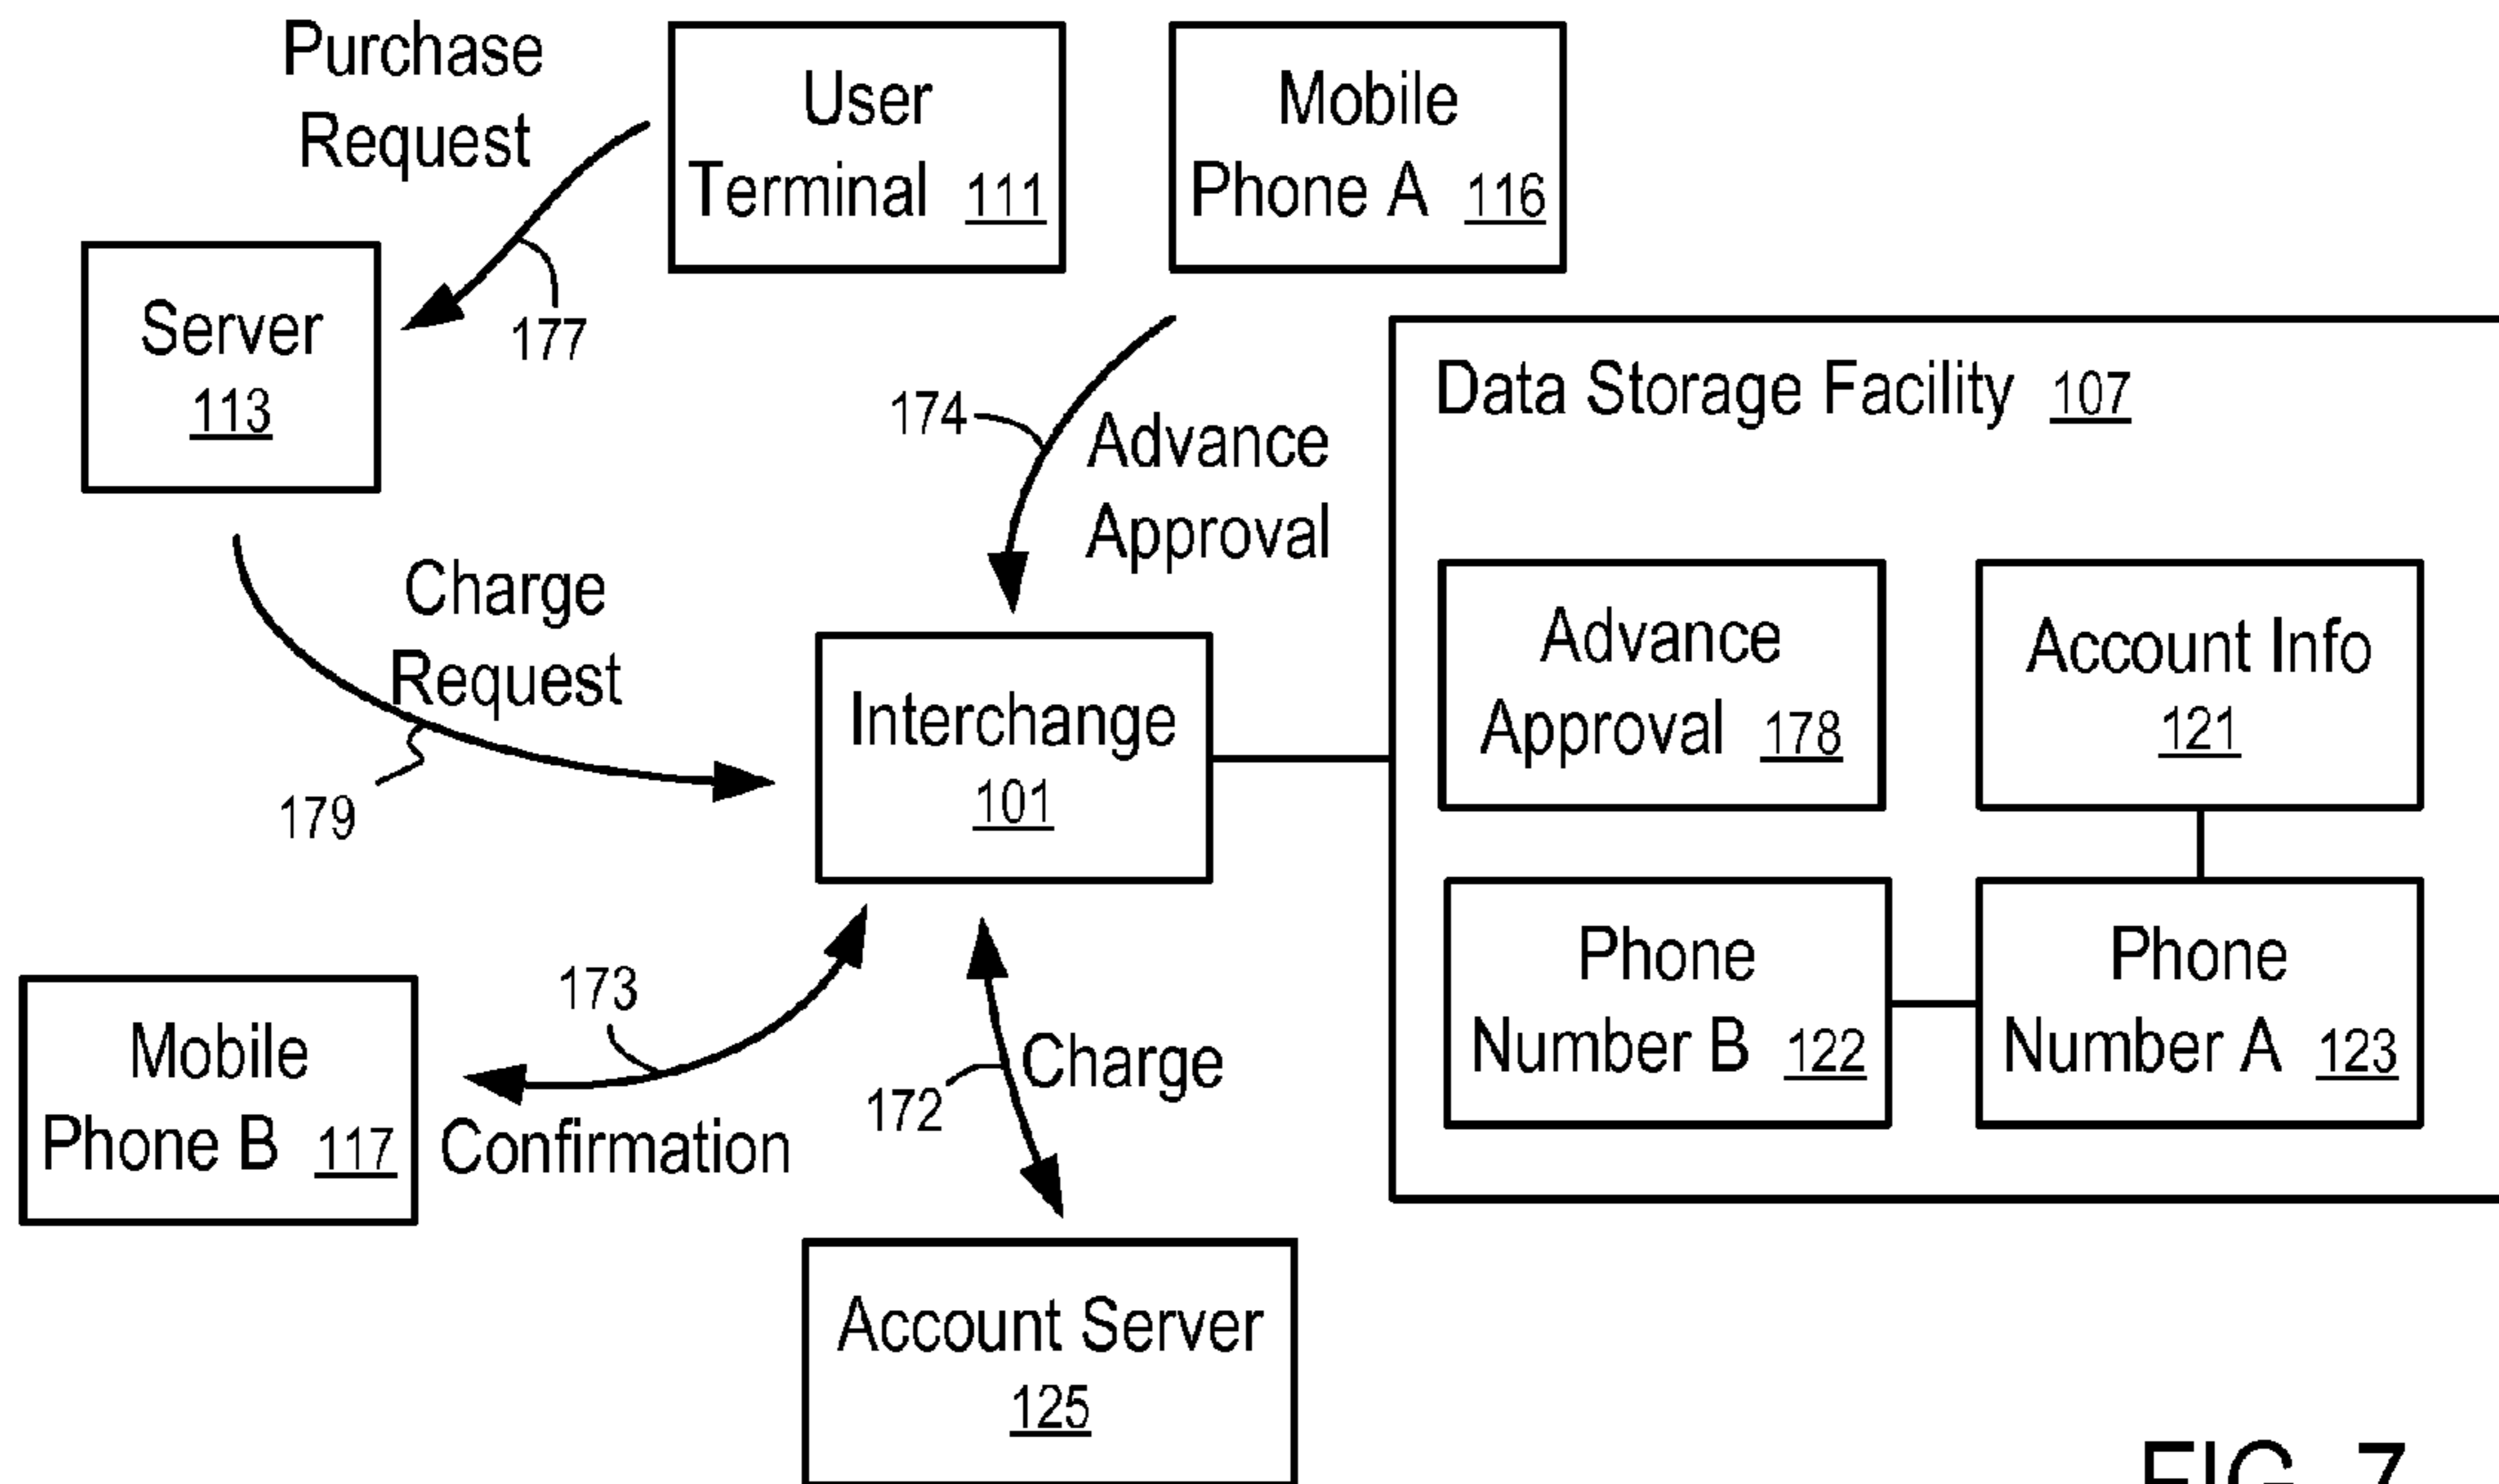 Purchase
Request
User
Terminal 111
Mobile
Phone A 116
177
Server
113
174
Advance
Approval
Data Storage Facility 107
Charge
Request
179
Interchange
101
Advance
Approval 178
Account Info
121
Phone
Number B 122
Phone
Number A 123
173
Mobile
Phone B 117
Confirmation
172
Charge
Account Server
125
FIG. 7